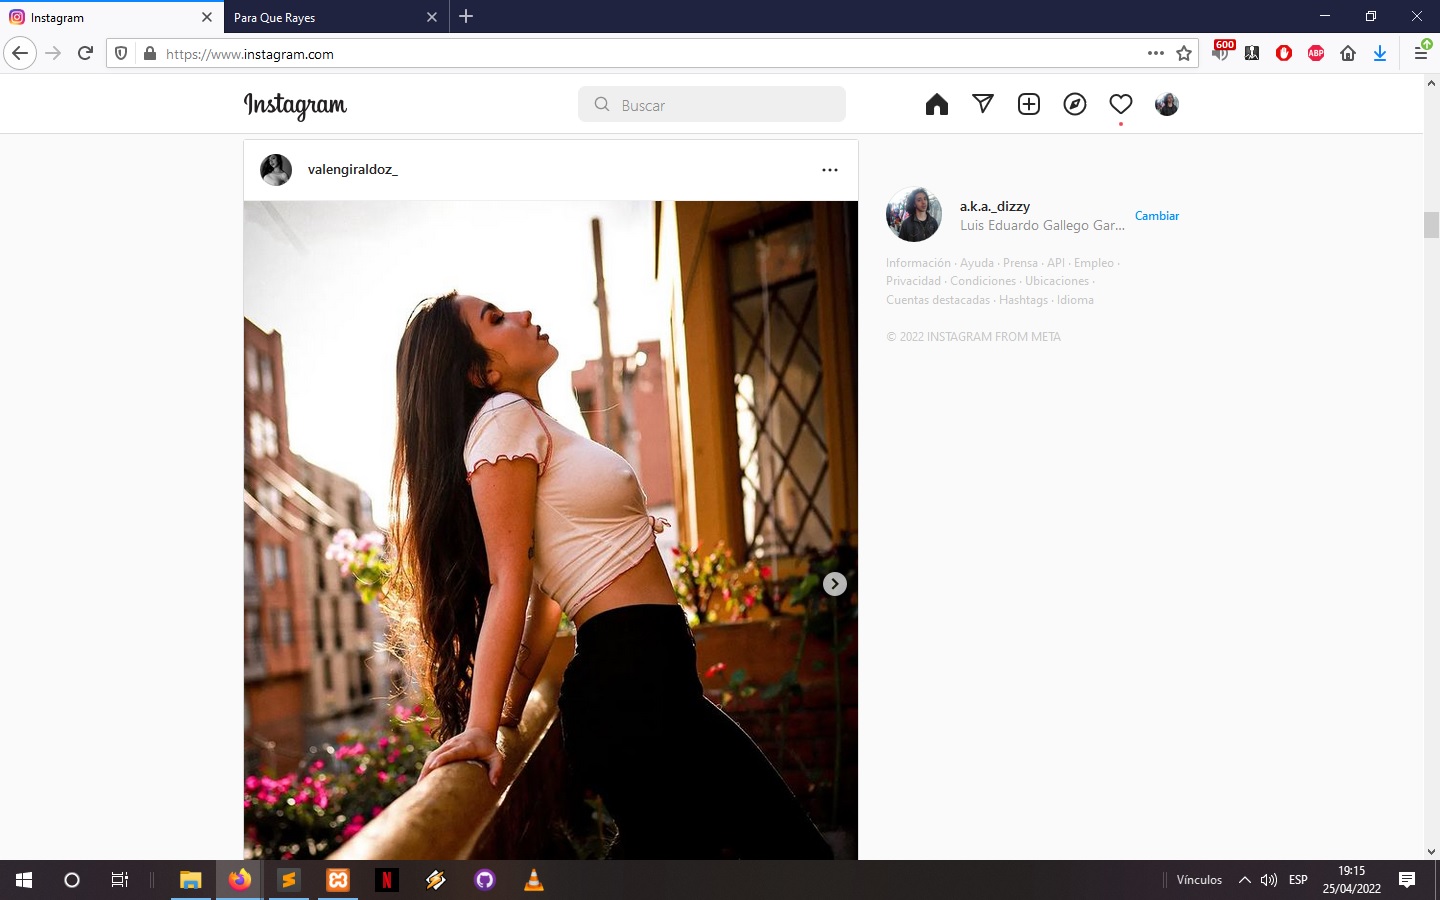 Instagram
Para Que Rayes
https://www.instagram.com
600
ABP
Instagram
Buscar
valengiraldoz_
a.k.a._dizzy
Luis Eduardo Gallego Gar...
Cambiar
Información · Ayuda · Prensa · API · Empleo ·
Privacidad · Condiciones · Ubicaciones ·
Cuentas destacadas · Hashtags · Idioma
© 2022 INSTAGRAM FROM META
Vínculos
ESP
19:15
25/04/2022